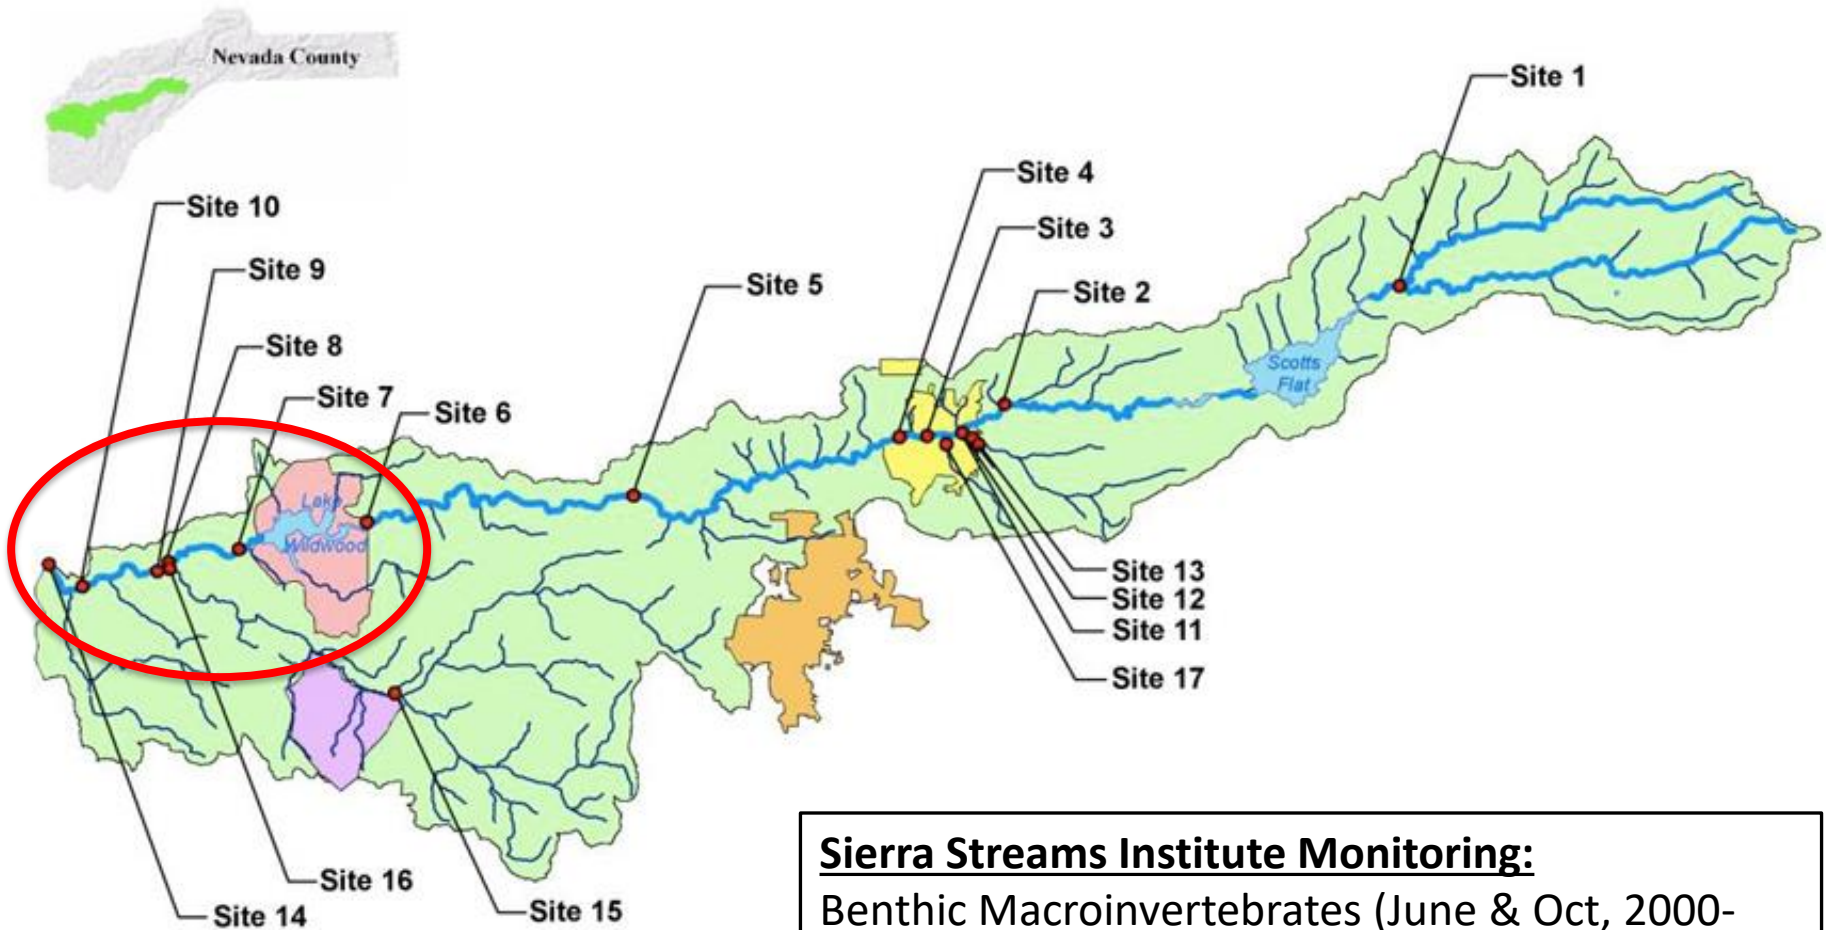 Nevada County
Site 1
Site 4
Site 10
Site 3
Site 9
Site 5
Site 2
Site 8
Scotts
Flat
Site 7
Site 6
Lake
Wildwood
Site 13
Site 12
Site 11
Site 17
Site 16
Site 15
Site 14
Sierra Streams Institute Monitoring:
Benthic Macroinvertebrates (June & Oct, 2000-